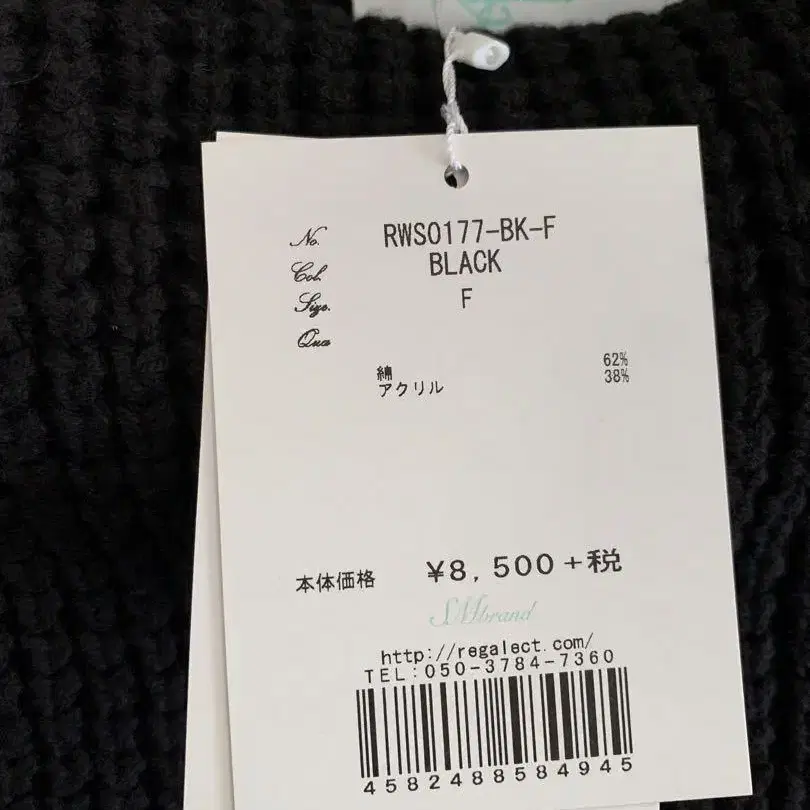 No. RWS0177-BK-F
Col. BLACK
Size. F
Qua
綿 62%
アクリル 38%
本体価格 ¥8,500+税
SMbrand
http://regalect.com/
TEL:050-3784-7360
4582488584945